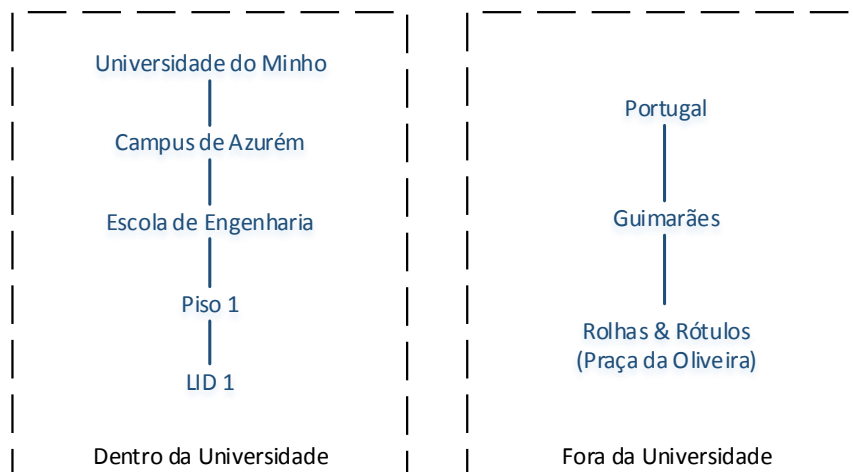 Universidade do Minho
Campus de Azurém
Escola de Engenharia
Piso 1
LID 1
Dentro da Universidade
Portugal
Guimarães
Rolhas & Rótulos
(Praça da Oliveira)
Fora da Universidade